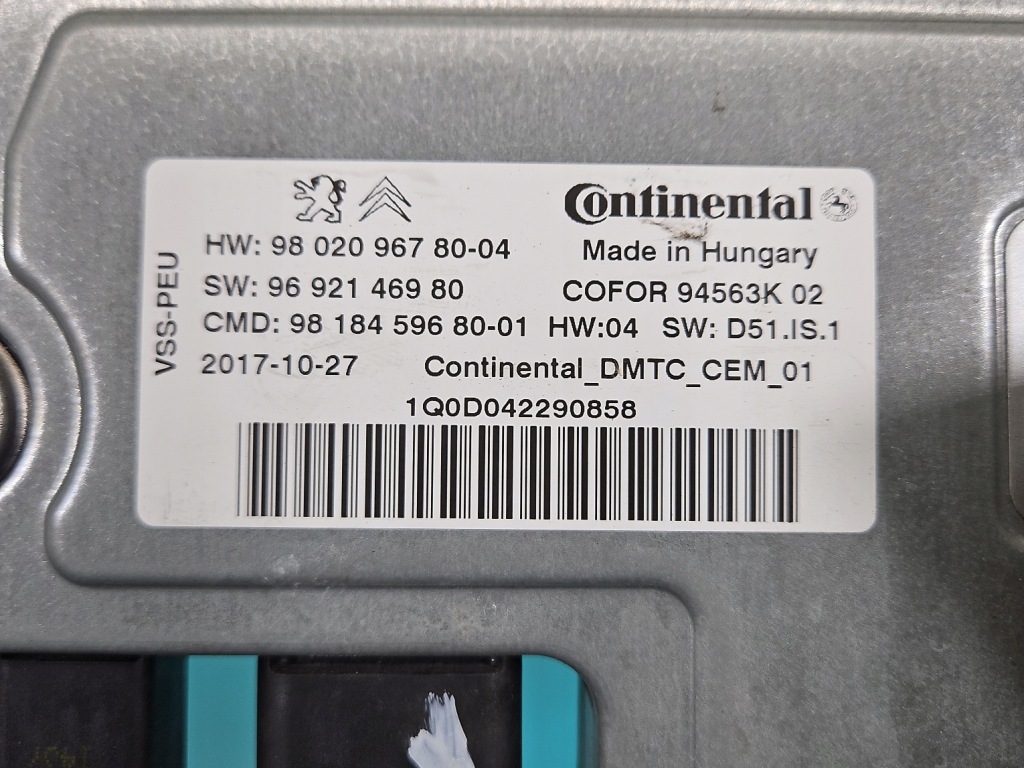 Continental
HW: 98 020 967 80-04
Made in Hungary
SW: 96 921 469 80
COFOR 94563K 02
CMD: 98 184 596 80-01 HW:04 SW: D51.IS.1
2017-10-27
Continental_DMTC_CEM_01
1Q0D042290858
VSS-PEU